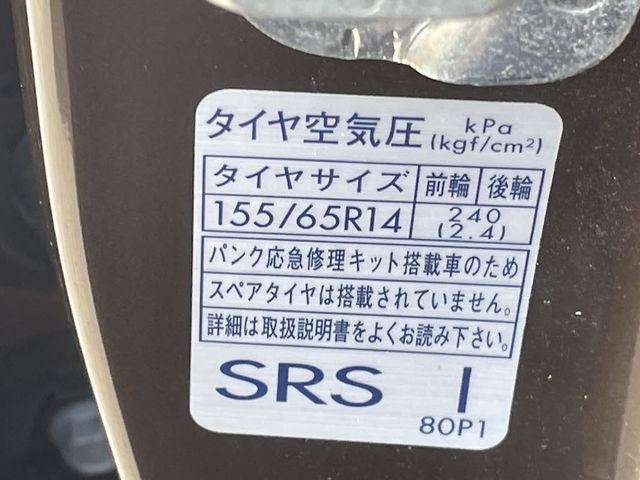 タイヤ空気圧 kPa (kgf/cm²)
タイヤサイズ 前輪 後輪
155/65R14 240 (2.4)
パンク応急修理キット搭載車のため
スペアタイヤは搭載されていません。
詳細は取扱説明書をよくお読み下さい。
SRS I
80P1